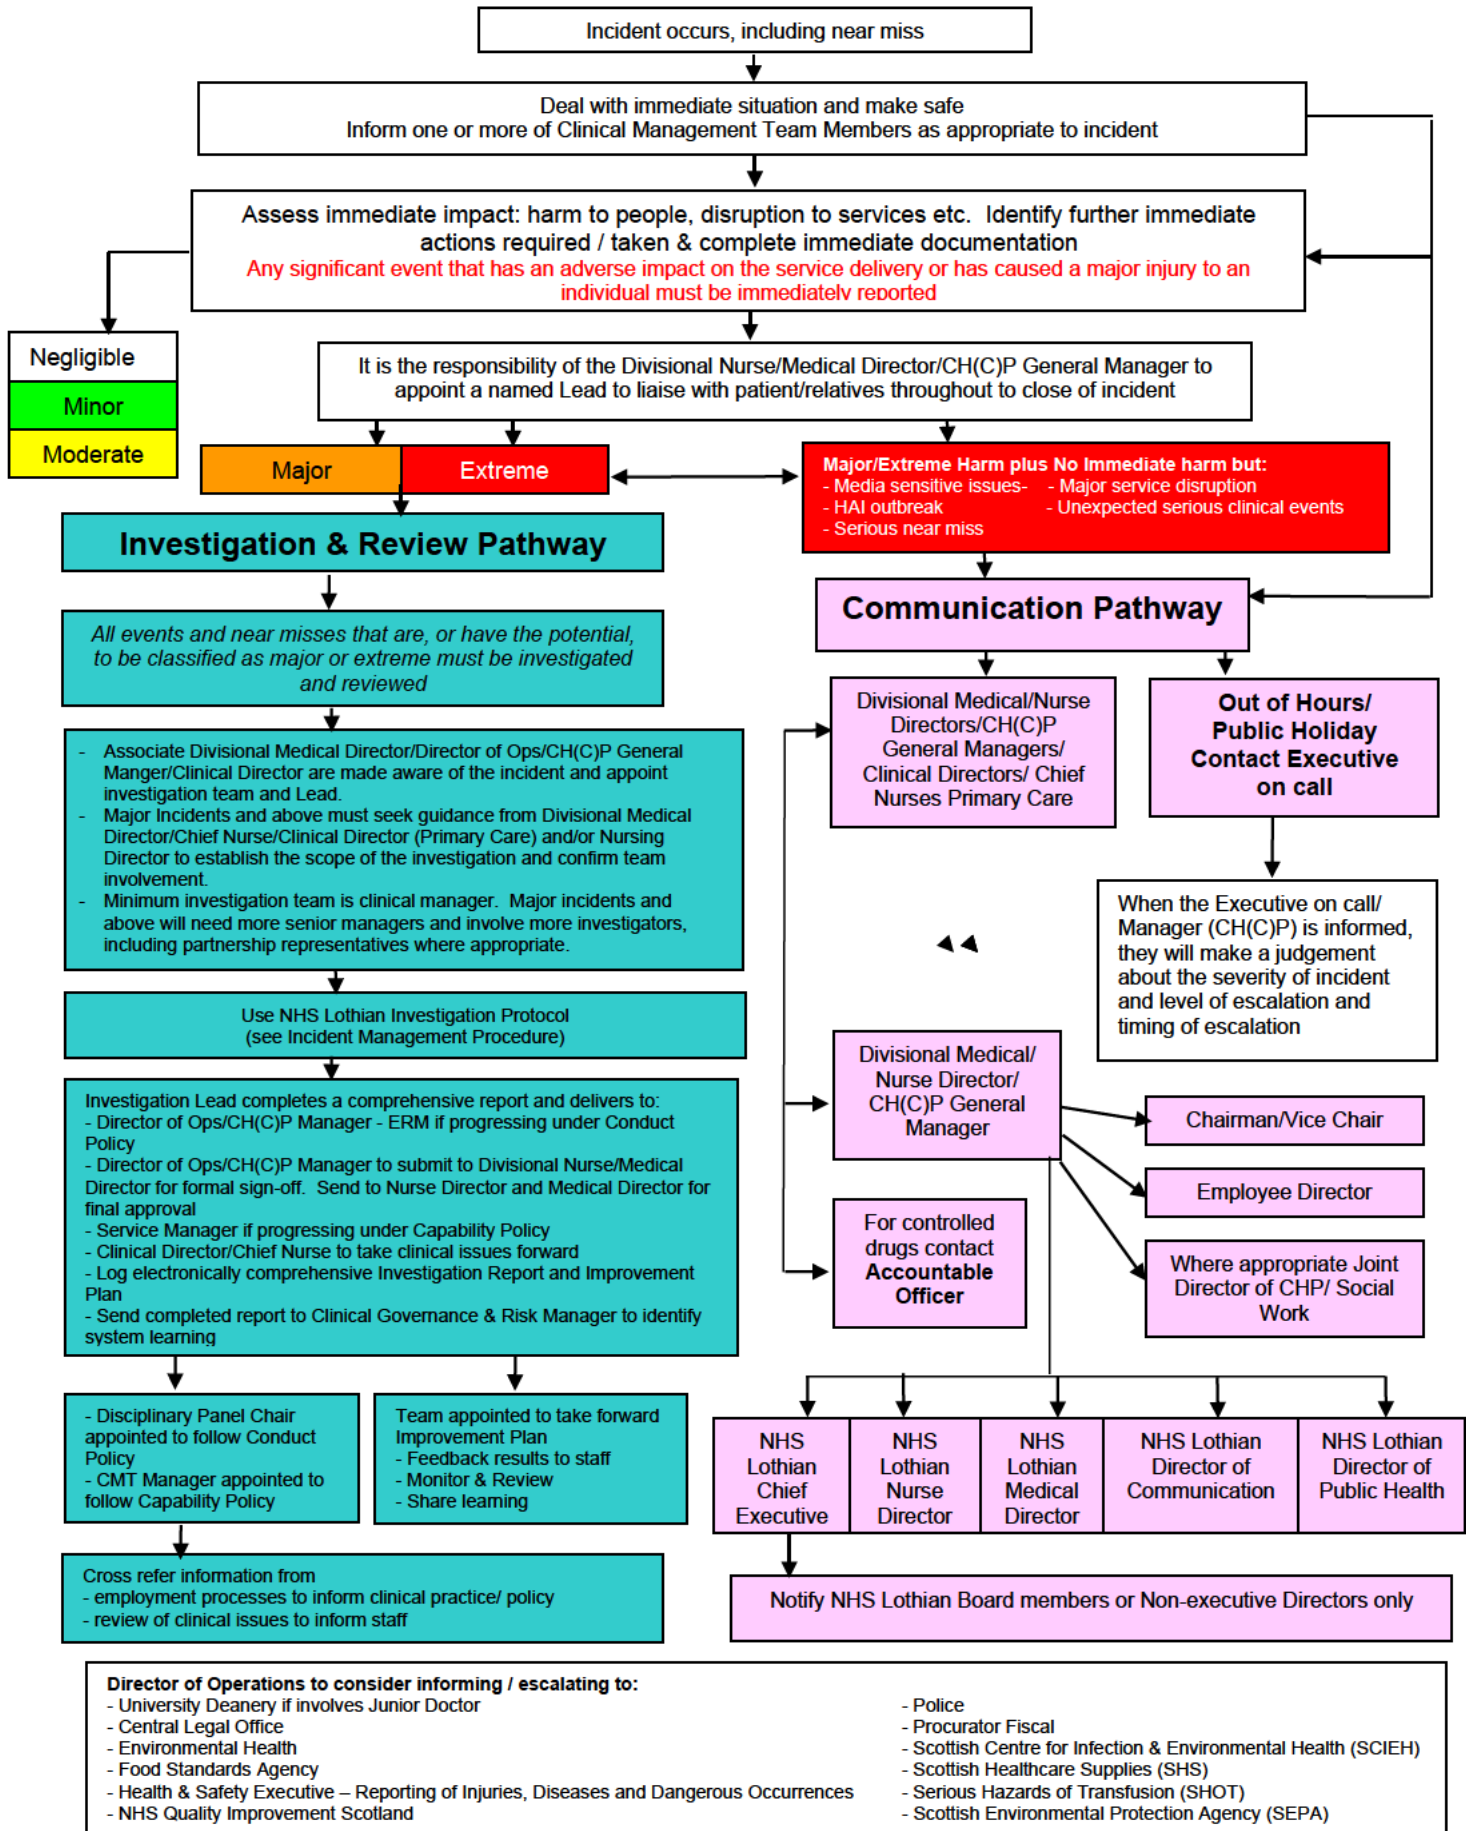 Incident occurs, including near miss
Deal with immediate situation and make safe
Inform one or more of Clinical Management Team Members as appropriate to incident
Assess immediate impact: harm to people, disruption to services etc.  Identify further immediate
actions required / taken & complete immediate documentation
Any significant event that has an adverse impact on the service delivery or has caused a major injury to an
individual must be immediately reported
Negligible
Minor
Moderate
It is the responsibility of the Divisional Nurse/Medical Director/CH(C)P General Manager to
appoint a named Lead to liaise with patient/relatives throughout to close of incident
Major
Extreme
Major/Extreme Harm plus No Immediate harm but:
- Media sensitive issues-   - Major service disruption
- HAI outbreak   - Unexpected serious clinical events
- Serious near miss
Investigation & Review Pathway
All events and near misses that are, or have the potential,
to be classified as major or extreme must be investigated
and reviewed
- Associate Divisional Medical Director/Director of Ops/CH(C)P General
Manger/Clinical Director are made aware of the incident and appoint
investigation team and Lead.
- Major Incidents and above must seek guidance from Divisional Medical
Director/Chief Nurse/Clinical Director (Primary Care) and/or Nursing
Director to establish the scope of the investigation and confirm team
involvement.
- Minimum investigation team is clinical manager.  Major incidents and
above will need more senior managers and involve more investigators,
including partnership representatives where appropriate.
Use NHS Lothian Investigation Protocol
(see Incident Management Procedure)
Investigation Lead completes a comprehensive report and delivers to:
- Director of Ops/CH(C)P Manager - ERM if progressing under Conduct
Policy
- Director of Ops/CH(C)P Manager to submit to Divisional Nurse/Medical
Director for formal sign-off.  Send to Nurse Director and Medical Director for
final approval
- Service Manager if progressing under Capability Policy
- Clinical Director/Chief Nurse to take clinical issues forward
- Log electronically comprehensive Investigation Report and Improvement
Plan
- Send completed report to Clinical Governance & Risk Manager to identify
system learning
- Disciplinary Panel Chair
appointed to follow Conduct
Policy
- CMT Manager appointed to
follow Capability Policy
Team appointed to take forward
Improvement Plan
- Feedback results to staff
- Monitor & Review
- Share learning
Cross refer information from
- employment processes to inform clinical practice/ policy
- review of clinical issues to inform staff
Communication Pathway
Divisional Medical/Nurse
Directors/CH(C)P
General Managers/
Clinical Directors/ Chief
Nurses Primary Care
Out of Hours/
Public Holiday
Contact Executive
on call
When the Executive on call/
Manager (CH(C)P) is informed,
they will make a judgement
about the severity of incident
and level of escalation and
timing of escalation
Divisional Medical/
Nurse Director/
CH(C)P General
Manager
Chairman/Vice Chair
Employee Director
Where appropriate Joint
Director of CHP/ Social
Work
For controlled
drugs contact
Accountable
Officer
NHS
Lothian
Chief
Executive
NHS
Lothian
Nurse
Director
NHS
Lothian
Medical
Director
NHS Lothian
Director of
Communication
NHS Lothian
Director of
Public Health
Notify NHS Lothian Board members or Non-executive Directors only
Director of Operations to consider informing / escalating to:
- University Deanery if involves Junior Doctor
- Central Legal Office
- Environmental Health
- Food Standards Agency
- Health & Safety Executive – Reporting of Injuries, Diseases and Dangerous Occurrences
- NHS Quality Improvement Scotland
- Police
- Procurator Fiscal
- Scottish Centre for Infection & Environmental Health (SCIEH)
- Scottish Healthcare Supplies (SHS)
- Serious Hazards of Transfusion (SHOT)
- Scottish Environmental Protection Agency (SEPA)